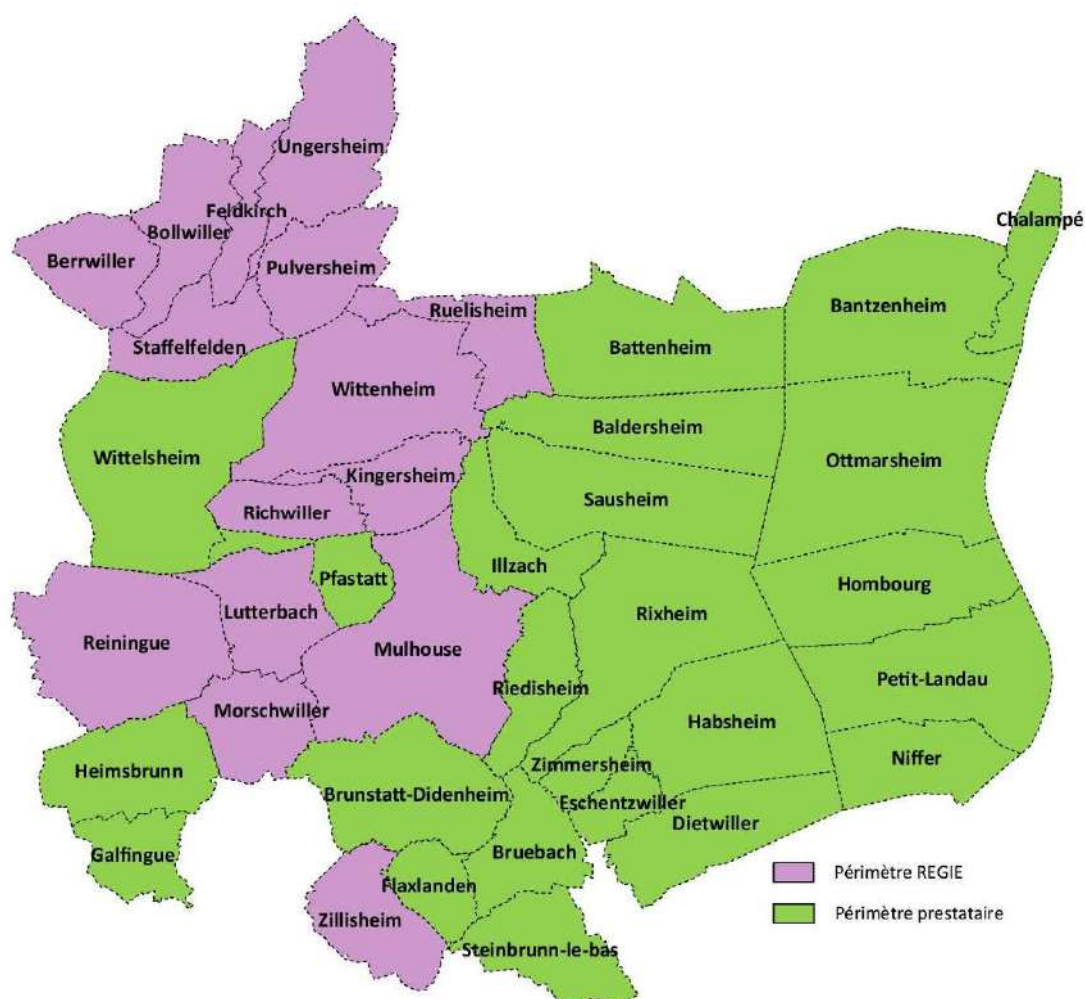 Ungersheim
Feldkirch
Bollwiller
Berrwiller
Pulversheim
Chalampé
Ruelisheim
Bantzenheim
Staffelfelden
Battenheim
Wittenheim
Baldersheim
Wittelsheim
Ottmarsheim
Kingersheim
Sausheim
Richwiller
Illzach
Pfastatt
Hombourg
Lutterbach
Rixheim
Reiningue
Mulhouse
Petit-Landau
Riedisheim
Morschwiller
Habsheim
Niffer
Heimsbrunn
Zimmersheim
Brunstatt-Didenheim
Eschentzwiller
Dietwiller
Galfingue
Bruebach
Flaxlanden
Zillisheim
Steinbrunn-le-bas
Périmètre REGIE
Périmètre prestataire